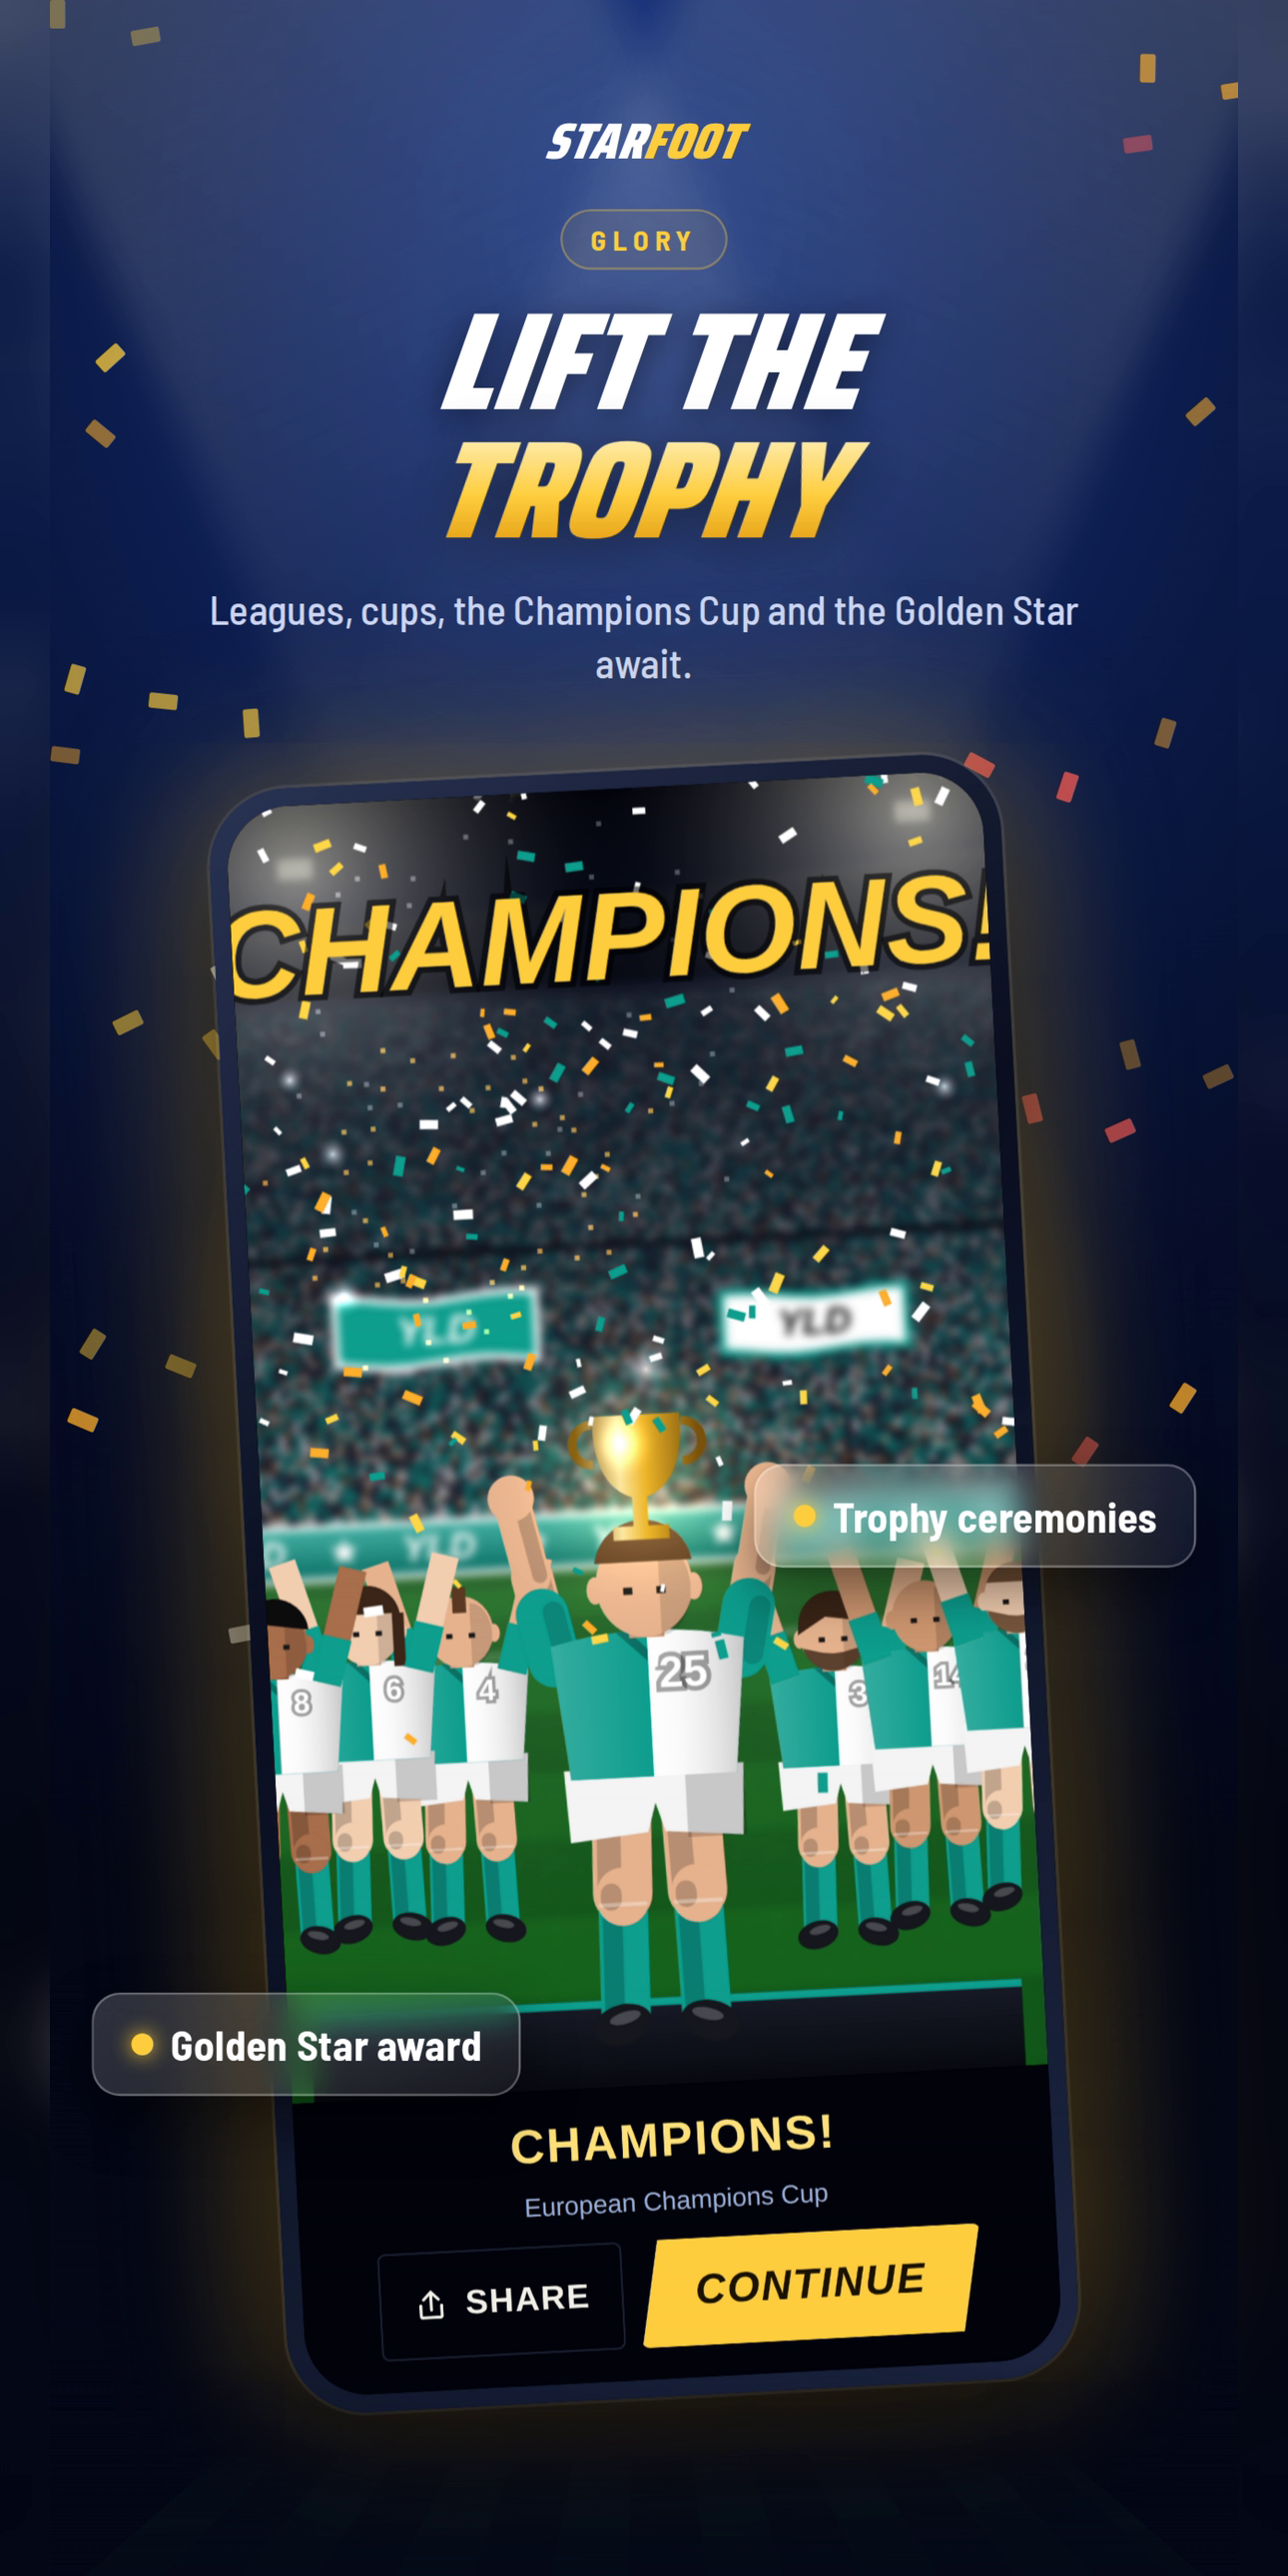 STARFOOT
GLORY
LIFT THE
TROPHY
Leagues, cups, the Champions Cup and the Golden Star
await.
CHAMPIONS!
YLD
YLD
YLD
Trophy ceremonies
8
6
4
25
3
14
Golden Star award
CHAMPIONS!
European Champions Cup
SHARE
CONTINUE